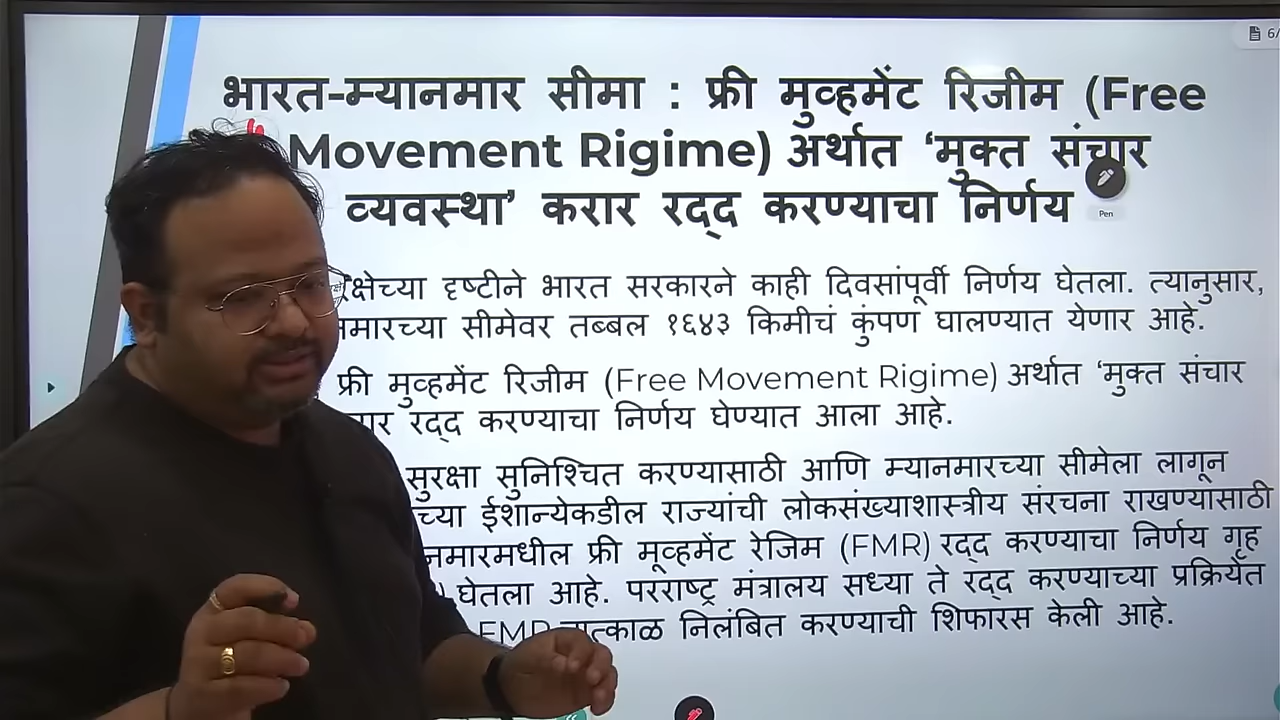 6/
भारत-म्यानमार सीमा : फ्री मुव्हमेंट रिजीम (Free
Movement Rigime) अर्थात ‘मुक्त संचार
व्यवस्था’ करार रद्द करण्याचा निर्णय
Pen
दृष्टीने भारत सरकारने काही दिवसांपूर्वी निर्णय घेतला. त्यानुसार,
सीमेवर तब्बल १६४३ किमीचं कुंपण घालण्यात येणार आहे.
फ्री मुव्हमेंट रिजीम (Free Movement Rigime) अर्थात ‘मुक्त संचार
रद्द करण्याचा निर्णय घेण्यात आला आहे.
सुरक्षा सुनिश्चित करण्यासाठी आणि म्यानमारच्या सीमेला लागून
ईशान्येकडील राज्यांची लोकसंख्याशास्त्रीय संरचना राखण्यासाठी
फ्री मूव्हमेंट रेजिम (FMR) रद्द करण्याचा निर्णय गृह
घेतला आहे. परराष्ट्र मंत्रालय सध्या ते रद्द करण्याच्या प्रक्रियेत
FMR तात्काळ निलंबित करण्याची शिफारस केली आहे.